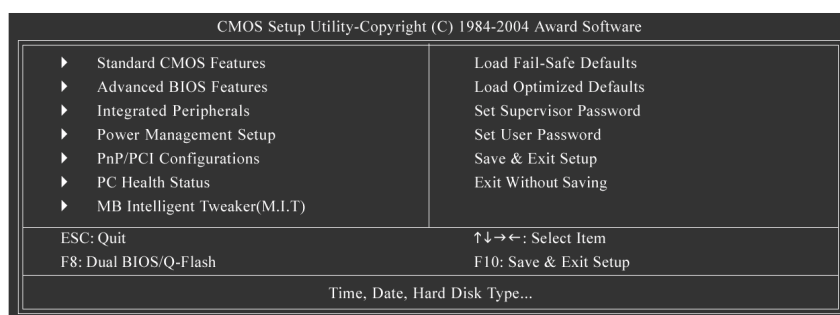 CMOS Setup Utility-Copyright (C) 1984-2004 Award Software
Standard CMOS Features
Advanced BIOS Features
Integrated Peripherals
Power Management Setup
PnP/PCI Configurations
PC Health Status
MB Intelligent Tweaker(M.I.T)
Load Fail-Safe Defaults
Load Optimized Defaults
Set Supervisor Password
Set User Password
Save & Exit Setup
Exit Without Saving
ESC: Quit
↑↓→←: Select Item
F8: Dual BIOS/Q-Flash
F10: Save & Exit Setup
Time, Date, Hard Disk Type...